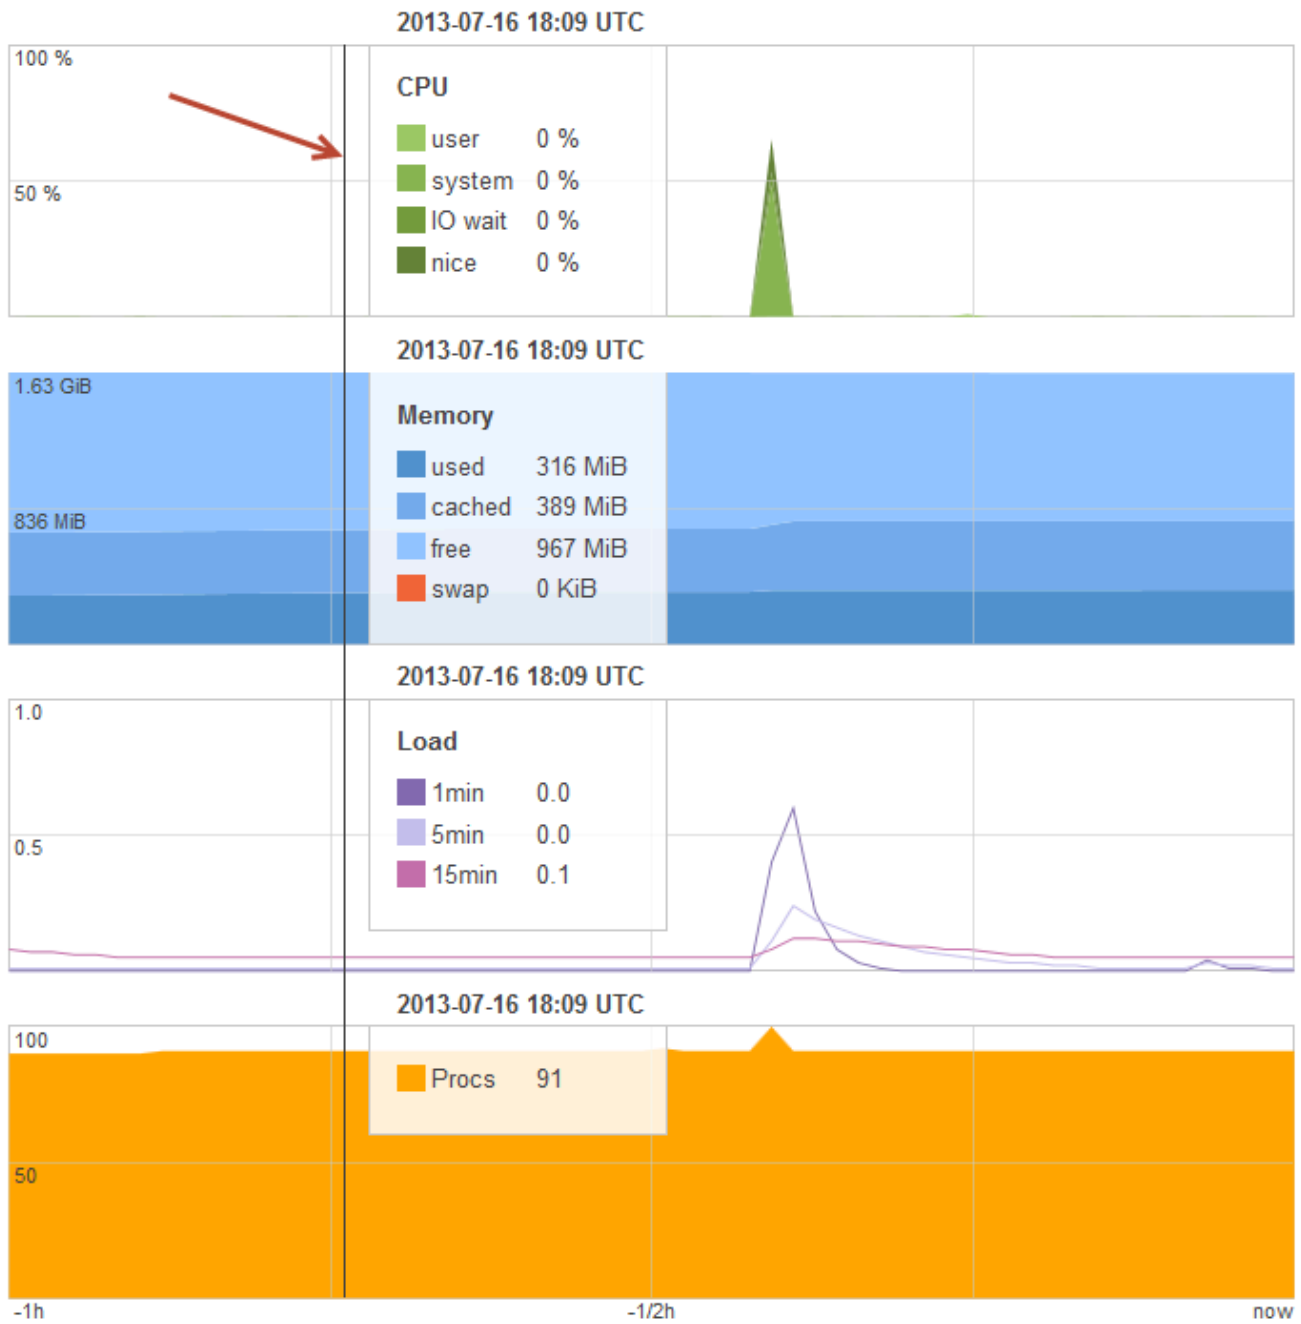 2013-07-16 18:09 UTC
100 %
CPU
user 0 %
system 0 %
50 %
IO wait 0 %
nice 0 %
2013-07-16 18:09 UTC
1.63 GiB
Memory
used 316 MiB
cached 389 MiB
836 MiB
free 967 MiB
swap 0 KiB
2013-07-16 18:09 UTC
1.0
Load
1min 0.0
5min 0.0
0.5
15min 0.1
2013-07-16 18:09 UTC
100
Procs 91
50
-1h -1/2h now